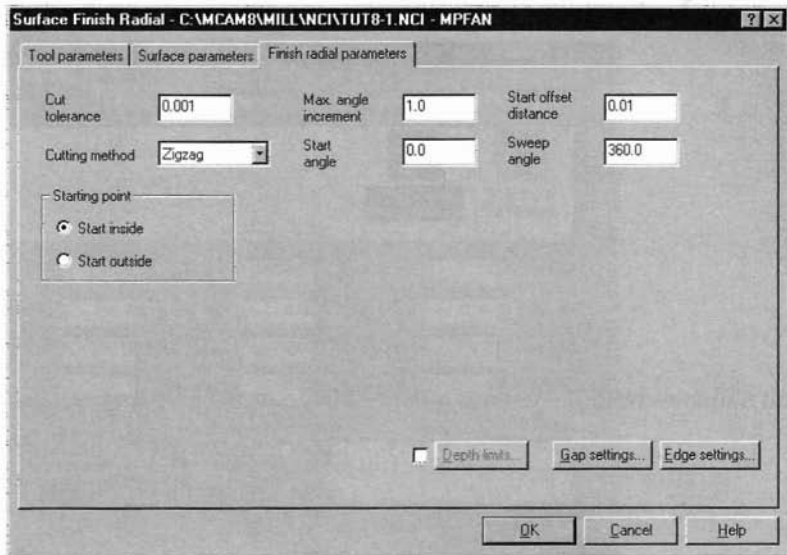 Surface Finish Radial - C:\MCAM8\MILL\NCI\TUT8-1.NCI - MPFAN
Tool parameters
Surface parameters
Finish radial parameters
Cut tolerance
0.001
Max. angle increment
1.0
Start offset distance
0.01
Cutting method
Zigzag
Start angle
0.0
Sweep angle
360.0
Starting point
Start inside
Start outside
Depth limits...
Gap settings...
Edge settings...
OK
Cancel
Help